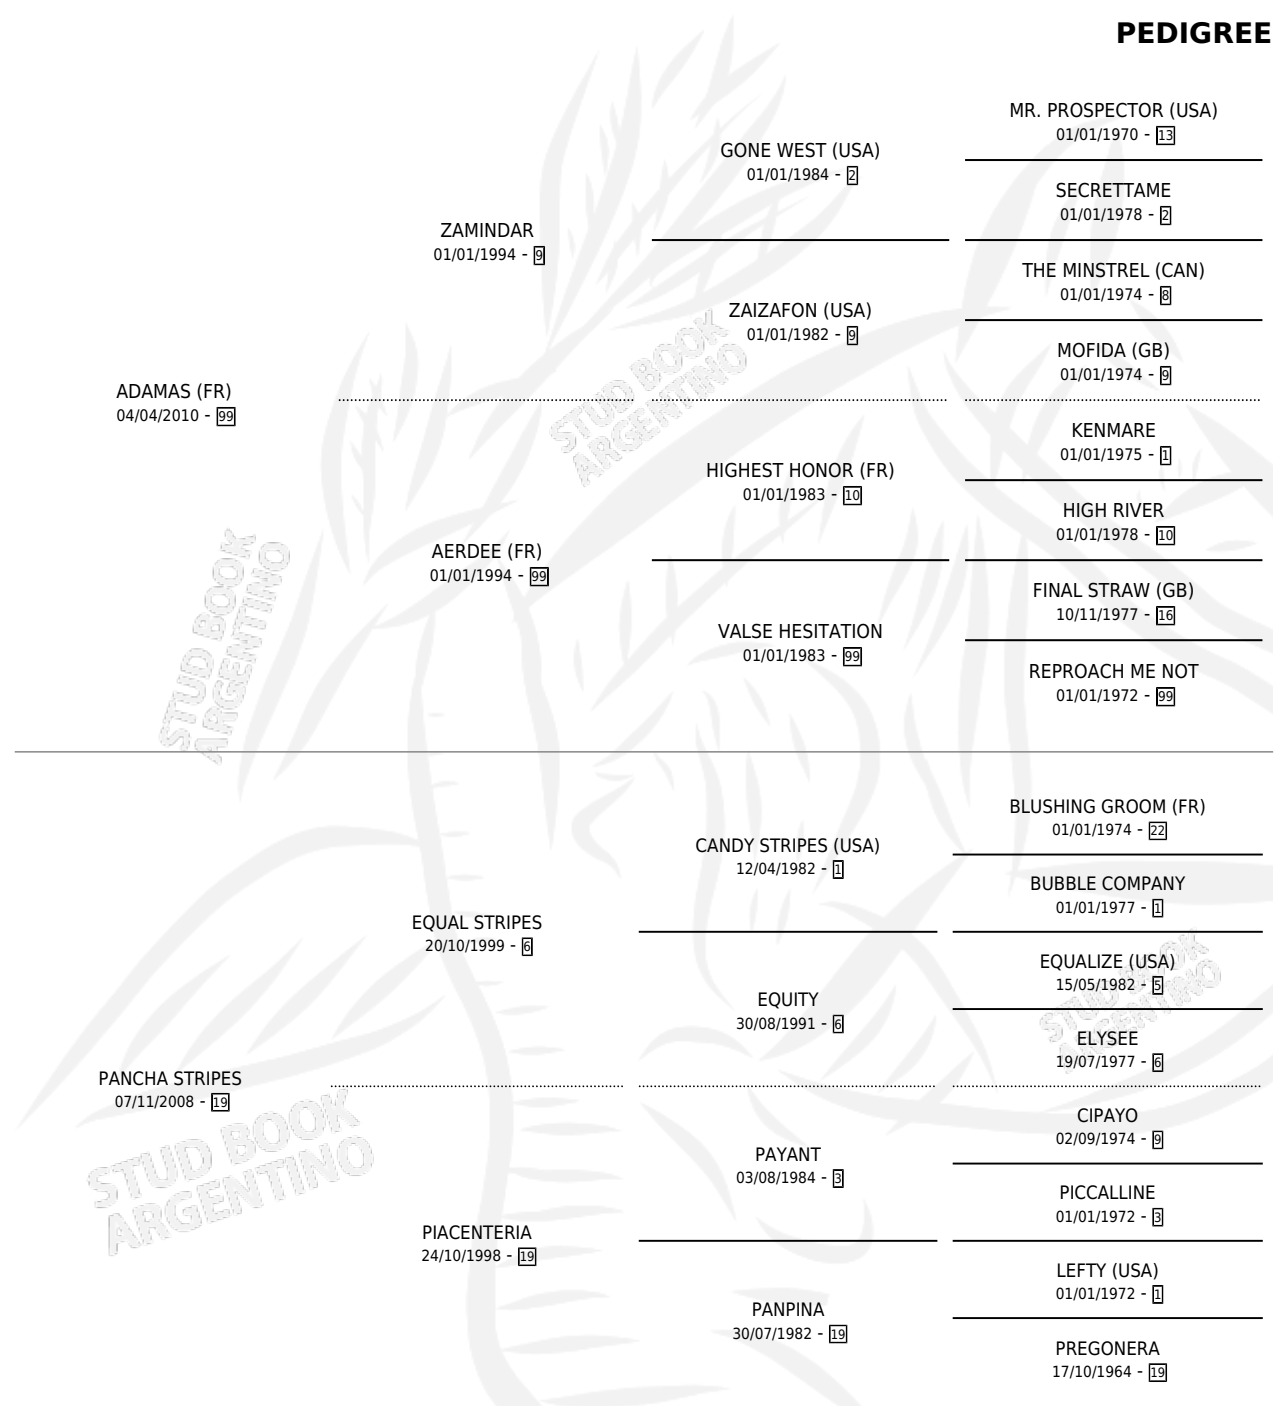 PEDIGREE
MR. PROSPECTOR (USA)
01/01/1970 - 13
GONE WEST (USA)
01/01/1984 - 2
SECRETTAME
01/01/1978 - 2
ZAMINDAR
01/01/1994 - 9
THE MINSTREL (CAN)
01/01/1974 - 8
ZAIZAFON (USA)
01/01/1982 - 9
MOFIDA (GB)
01/01/1974 - 9
ADAMAS (FR)
04/04/2010 - 99
STUD BOOK
ARGENTINO
KENMARE
01/01/1975 - 1
HIGHEST HONOR (FR)
01/01/1983 - 10
HIGH RIVER
01/01/1978 - 10
AERDEE (FR)
01/01/1994 - 99
FINAL STRAW (GB)
10/11/1977 - 16
VALSE HESITATION
01/01/1983 - 99
REPROACH ME NOT
01/01/1972 - 99
STUD BOOK
ARGENTINO
BLUSHING GROOM (FR)
01/01/1974 - 22
CANDY STRIPES (USA)
12/04/1982 - 1
BUBBLE COMPANY
01/01/1977 - 1
EQUAL STRIPES
20/10/1999 - 6
EQUALIZE (USA)
15/05/1982 - 5
EQUITY
30/08/1991 - 6
STUD BOOK
ARGENTINO
ELYSEE
19/07/1977 - 6
PANCHA STRIPES
07/11/2008 - 19
CIPAYO
02/09/1974 - 9
STUD BOOK
ARGENTINO
PAYANT
03/08/1984 - 3
PICCALLINE
01/01/1972 - 3
PIACENTERIA
24/10/1998 - 19
LEFTY (USA)
01/01/1972 - 1
PANPINA
30/07/1982 - 19
PREGONERA
17/10/1964 - 19